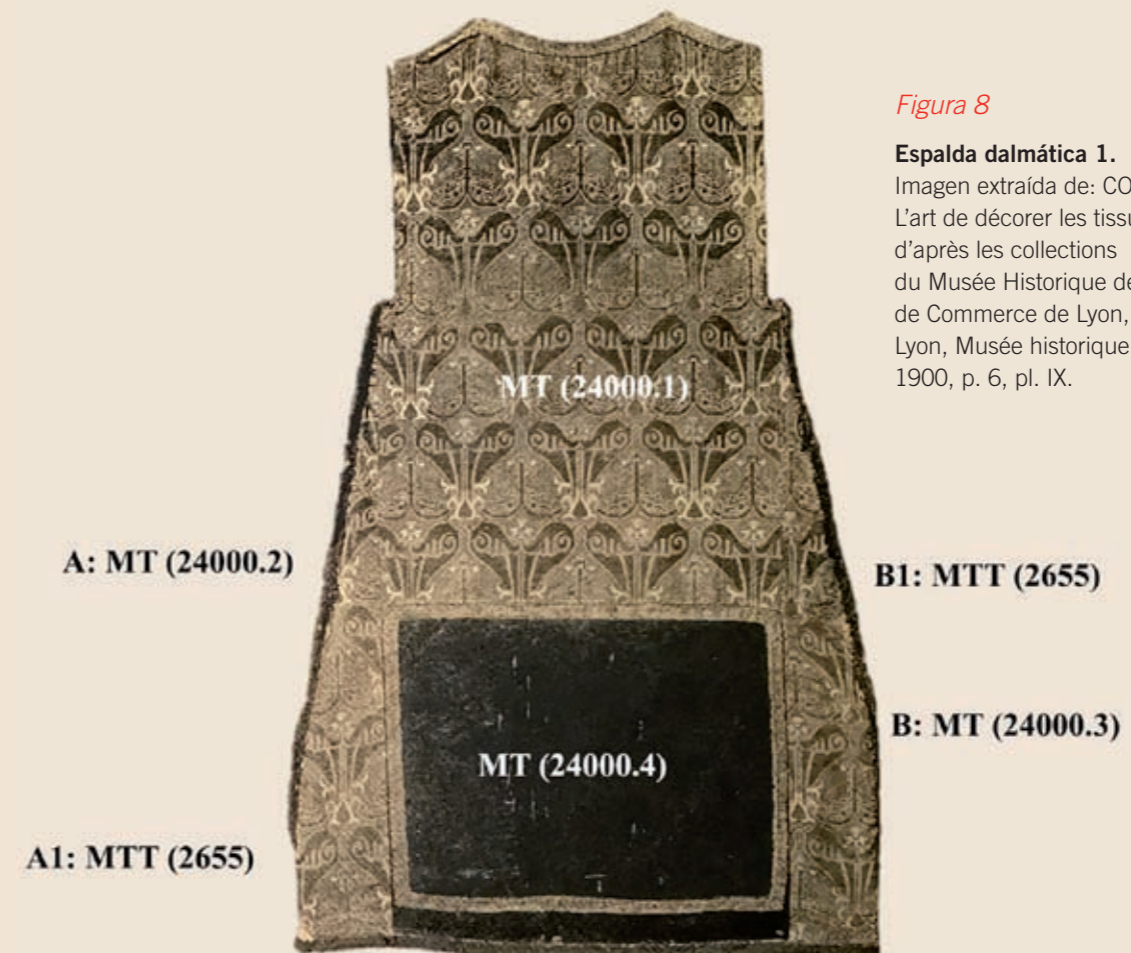 Figura 8
Espalda dalmática 1.
Imagen extraída de: CO
L'art de décorer les tissu
d'après les collections
du Musée Historique de
de Commerce de Lyon,
Lyon, Musée historique
1900, p. 6, pl. IX.
MT (24000.1)
A: MT (24000.2)
B1: MTT (2655)
B: MT (24000.3)
MT (24000.4)
A1: MTT (2655)